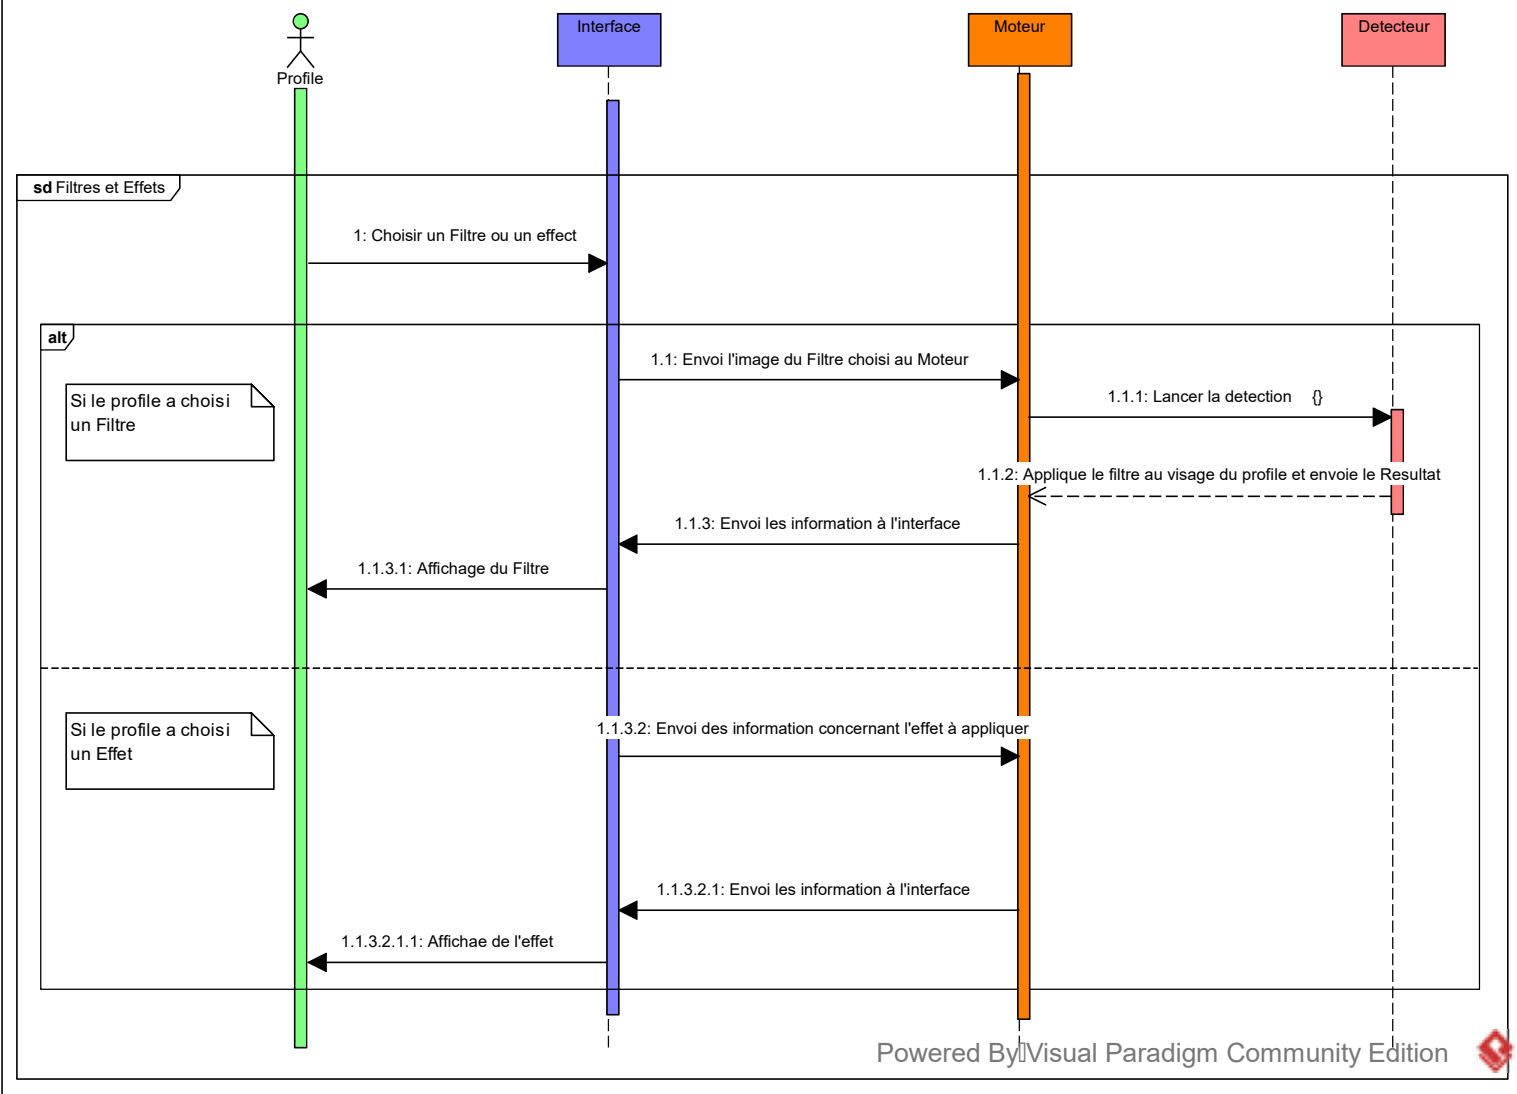 Interface
Moteur
Detecteur
Profile
sd Filtres et Effets
1: Choisir un Filtre ou un effect
alt
1.1: Envoi l'image du Filtre choisi au Moteur
Si le profile a choisi
un Filtre
1.1.1: Lancer la detection {}
1.1.2: Applique le filtre au visage du profile et envoie le Resultat
1.1.3: Envoi les information à l'interface
1.1.3.1: Affichage du Filtre
Si le profile a choisi
un Effet
1.1.3.2: Envoi des information concernant l'effet à appliquer
1.1.3.2.1: Envoi les information à l'interface
1.1.3.2.1.1: Affichae de l'effet
Powered By Visual Paradigm Community Edition